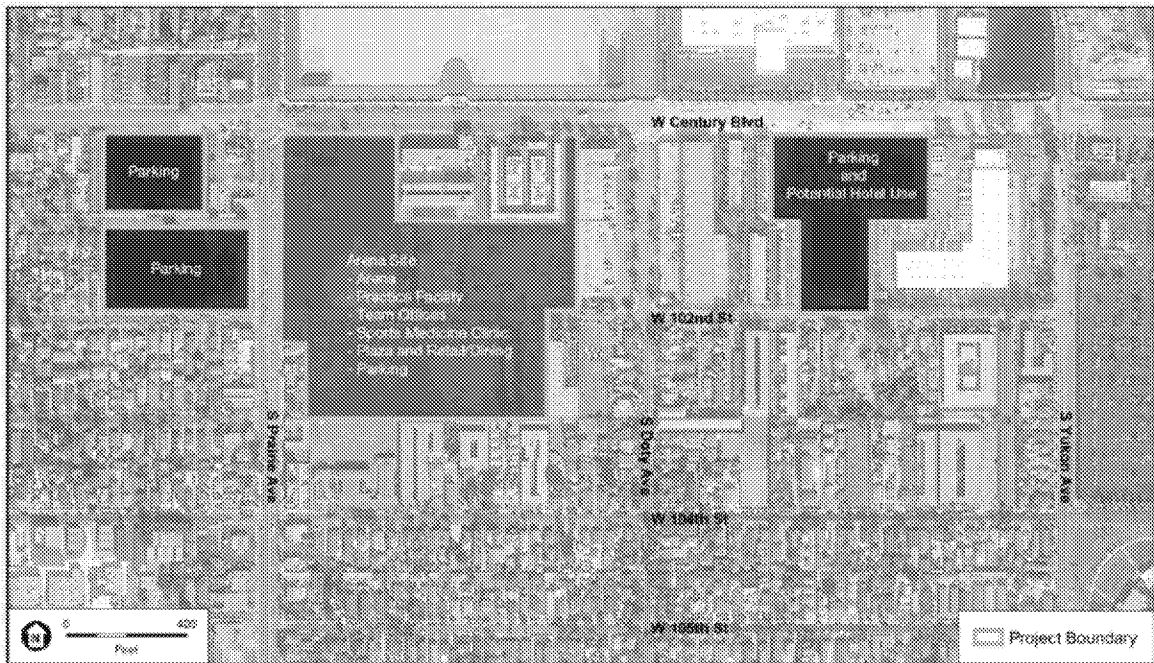 W Century Blvd
Parking
Parking
and
Potential Hotel Use
Parking
Arena Site
- Arena
- Practice Facility
- Team Offices
- Sports Medicine Clinic
- Plaza and Retail/Dining
- Parking
W 102nd St
S Prairie Ave
S Doty Ave
S Yukon Ave
W 104th St
W 105th St
N
0 400
Feet
Project Boundary